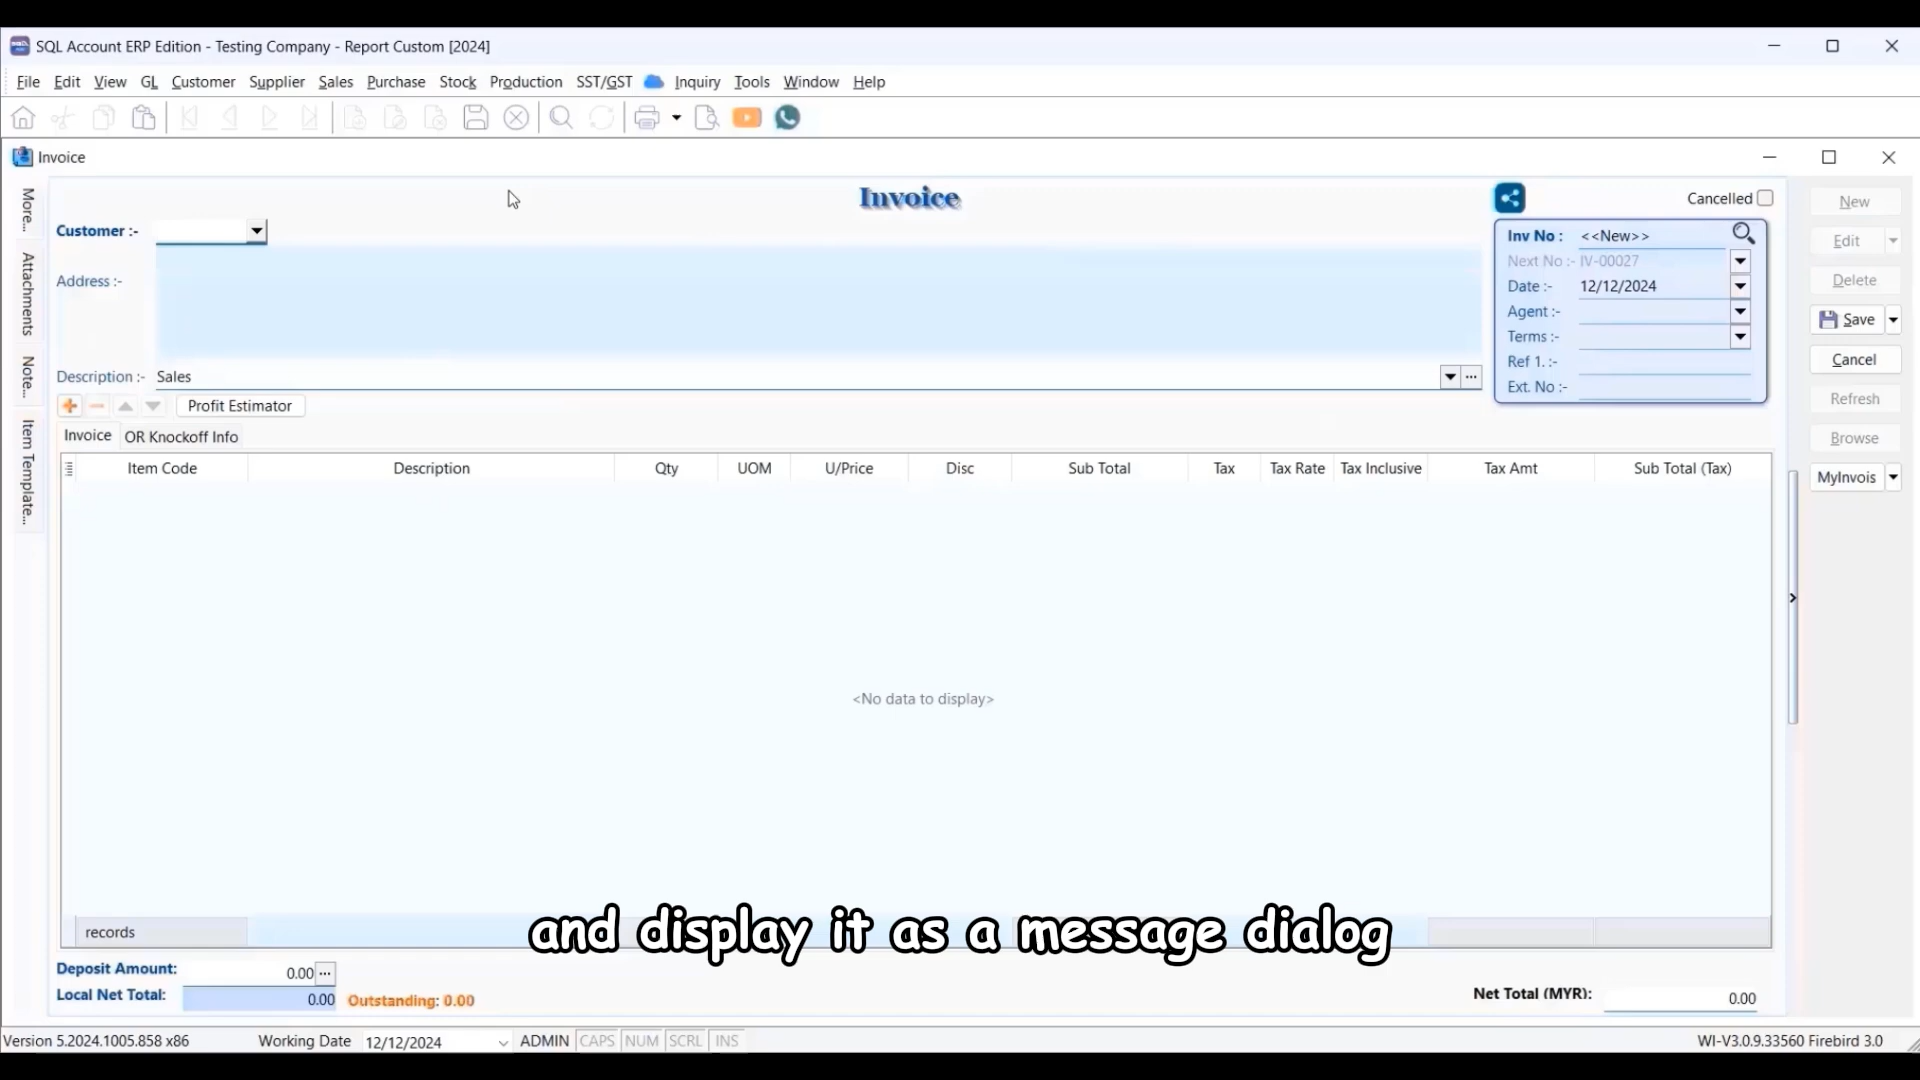 SQL Account ERP Edition - Testing Company - Report Custom [2024]
File Edit View GL Customer Supplier Sales Purchase Stock Production SST/GST Inquiry Tools Window Help
Invoice
More...
Attachments
Note...
Item Template...
Invoice
Cancelled
Customer :-
Address :-
Description :- Sales
Inv No : <<New>>
Next No :- IV-00027
Date :- 12/12/2024
Agent :-
Terms :-
Ref 1. :-
Ext. No :-
New
Edit
Delete
Save
Cancel
Refresh
Browse
MyInvois
Profit Estimator
Invoice OR Knockoff Info
Item Code Description Qty UOM U/Price Disc Sub Total Tax Tax Rate Tax Inclusive Tax Amt Sub Total (Tax)
<No data to display>
records
and display it as a message dialog
Deposit Amount: 0.00 ...
Local Net Total: 0.00 Outstanding: 0.00
Net Total (MYR): 0.00
Version 5.2024.1005.858 x86 Working Date 12/12/2024 ADMIN CAPS NUM SCRL INS WI-V3.0.9.33560 Firebird 3.0